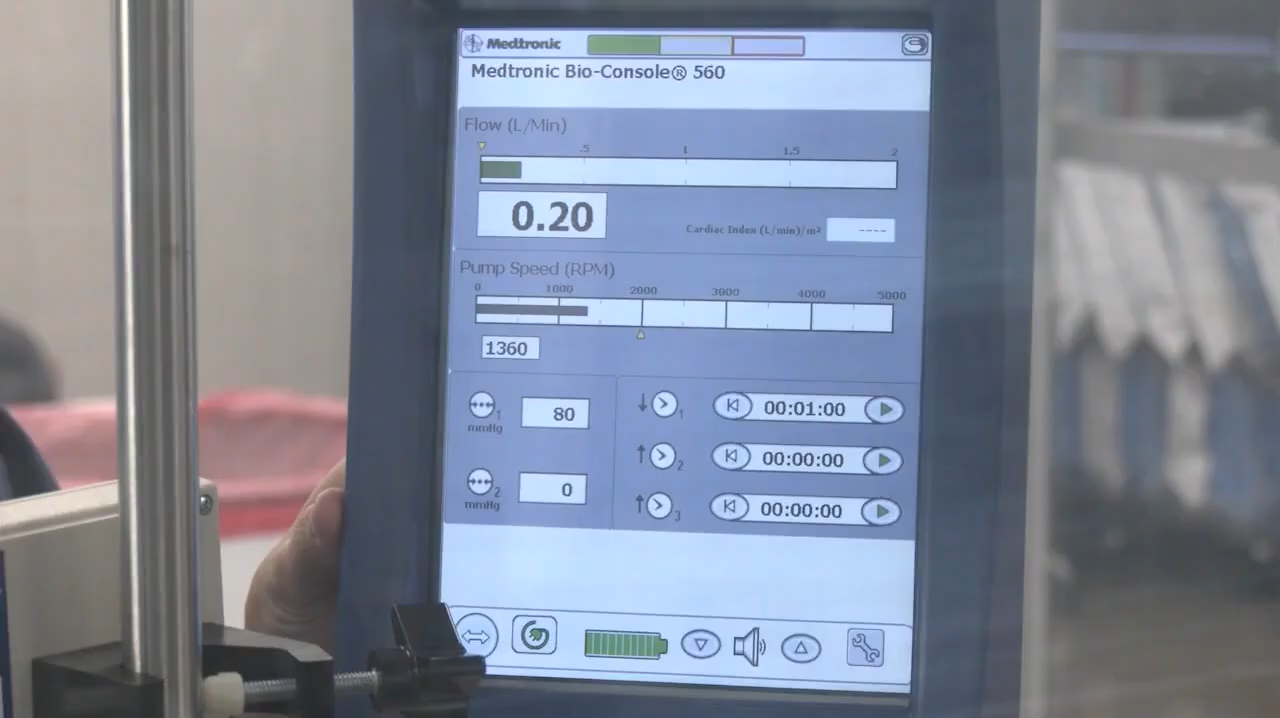 Medtronic
Medtronic Bio-Console® 560
Flow (L/Min)
.5 1 1.5 2
0.20
Cardiac Index (L/min)/m² ----
Pump Speed (RPM)
0 1000 2000 3000 4000 5000
1360
1 80
mmHg
1 00:01:00
2 00:00:00
2 0
mmHg
3 00:00:00